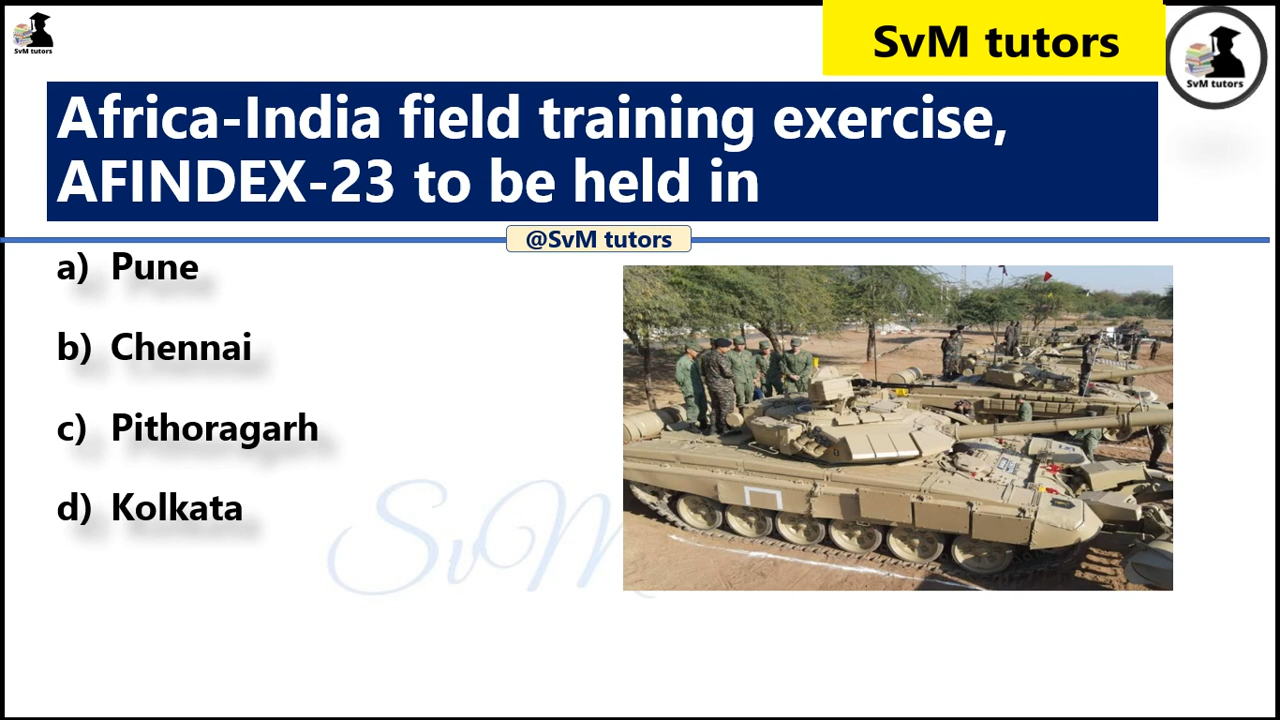 SvM tutors
SvM tutors
SvM tutors
Africa-India field training exercise,
AFINDEX-23 to be held in
@SvM tutors
a) Pune
b) Chennai
c) Pithoragarh
d) Kolkata
SvM